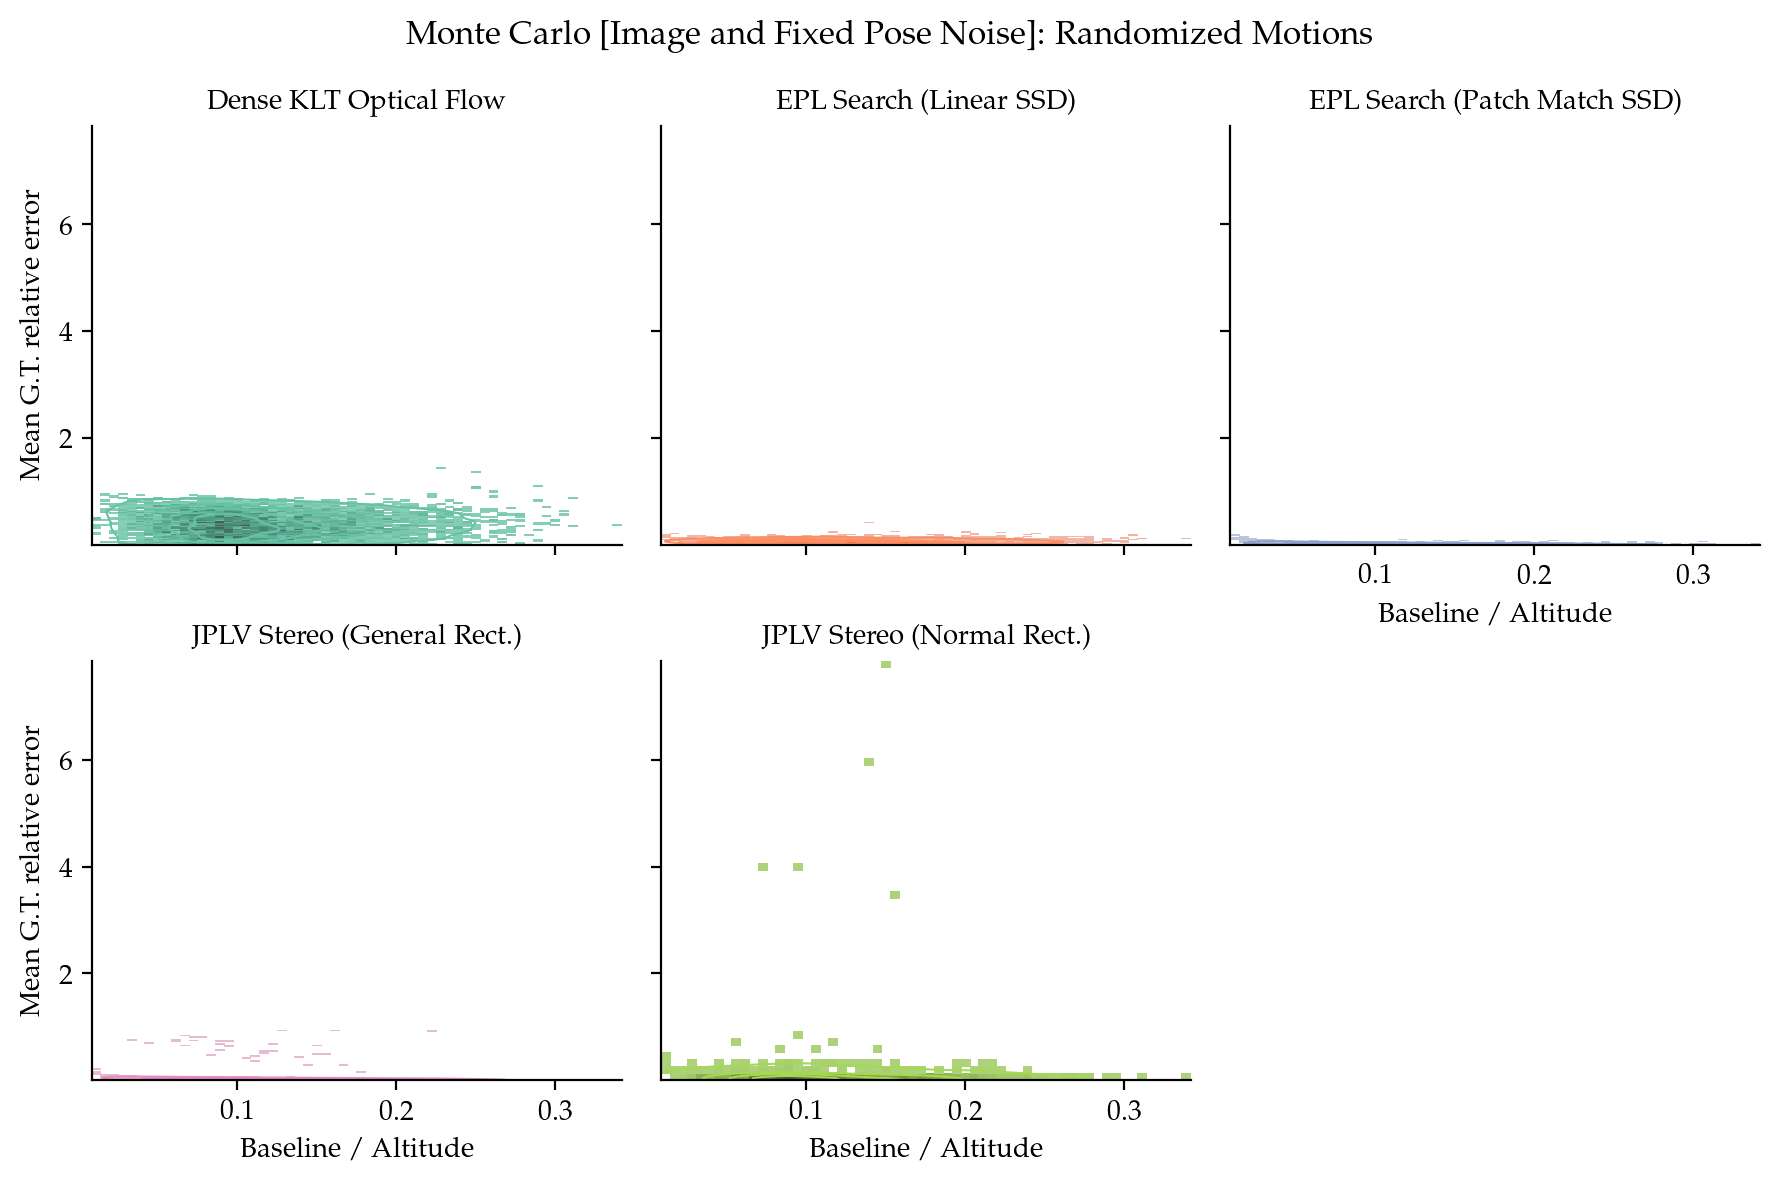 Monte Carlo [Image and Fixed Pose Noise]: Randomized Motions
Dense KLT Optical Flow
EPL Search (Linear SSD)
EPL Search (Patch Match SSD)
Mean G.T. relative error
6
4
2
0.1 0.2 0.3
Baseline / Altitude
JPLV Stereo (General Rect.)
JPLV Stereo (Normal Rect.)
Mean G.T. relative error
6
4
2
0.1 0.2 0.3
Baseline / Altitude
0.1 0.2 0.3
Baseline / Altitude